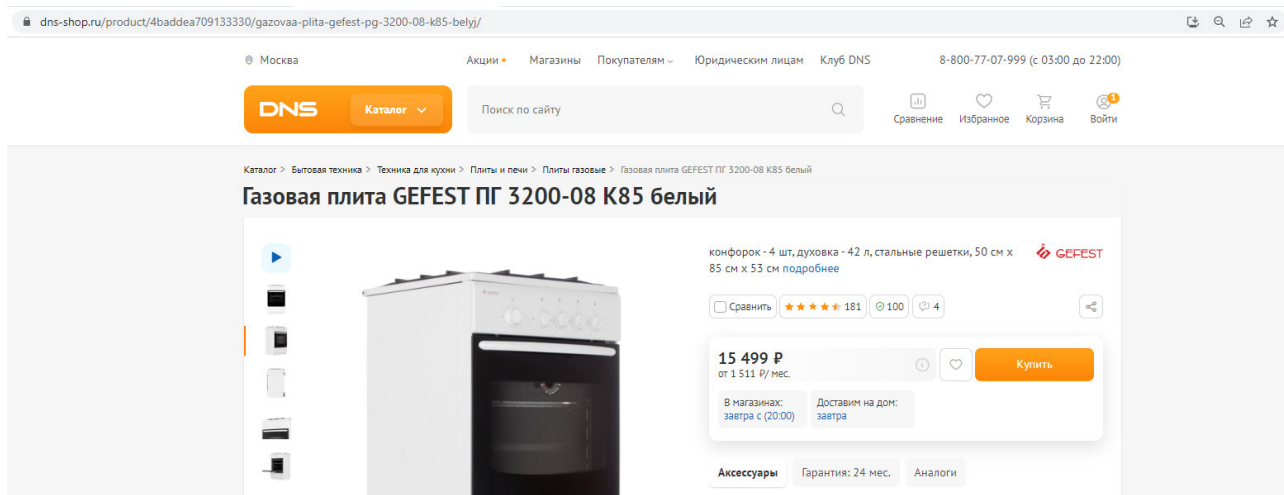 dns-shop.ru/product/4baddea709133330/gazovaa-plita-gefest-pg-3200-08-k85-belyj/
Москва
Акции
Магазины
Покупателям
Юридическим лицам
Клуб DNS
8-800-77-07-999 (с 03:00 до 22:00)
DNS
Каталог
Поиск по сайту
Сравнение
Избранное
Корзина
1
Войти
Каталог > Бытовая техника > Техника для кухни > Плиты и печи > Плиты газовые > Газовая плита GEFEST ПГ 3200-08 К85 белый
Газовая плита GEFEST ПГ 3200-08 К85 белый
конфорок - 4 шт, духовка - 42 л, стальные решетки, 50 см x
85 см x 53 см подробнее
GEFEST
Сравнить
181
100
4
15 499 ₽
от 1 511 ₽/ мес.
Купить
В магазинах:
завтра с (20:00)
Доставим на дом:
завтра
Аксессуары
Гарантия: 24 мес.
Аналоги